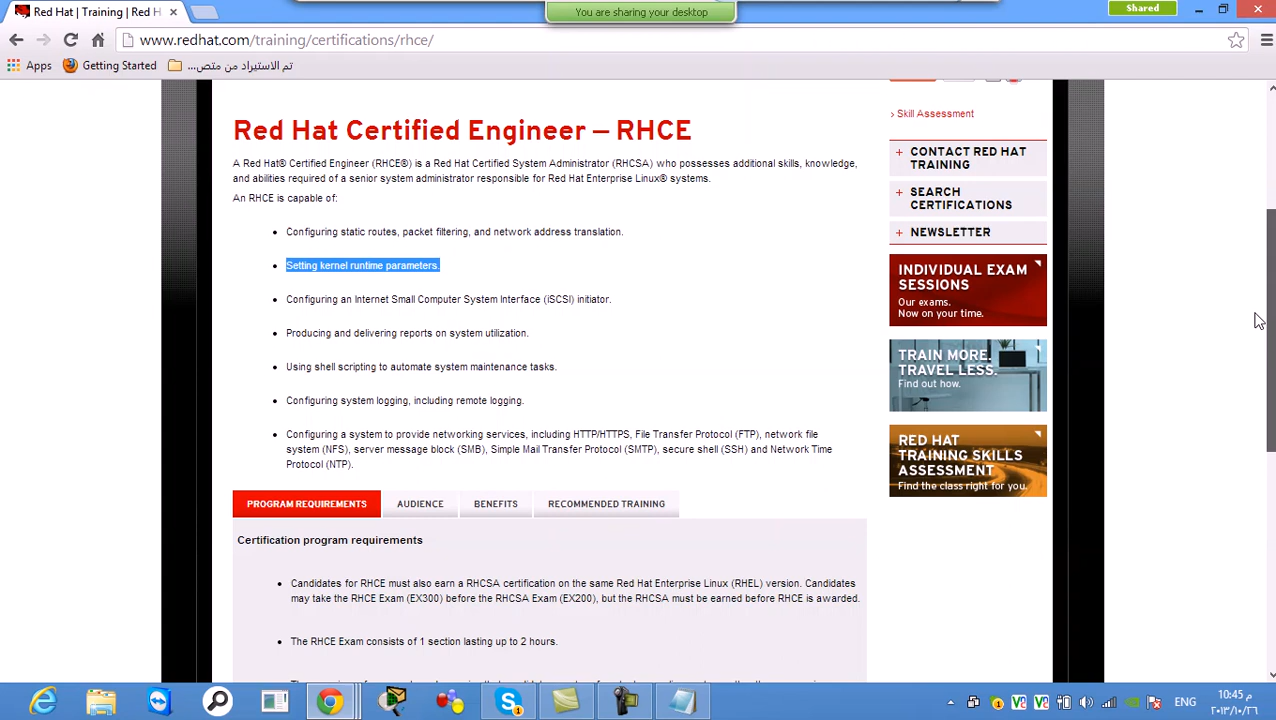 Red Hat | Training | Red H
You are sharing your desktop
Shared
www.redhat.com/training/certifications/rhce/
Apps
Getting Started
تم الاستيراد من متص...
Skill Assessment
Red Hat Certified Engineer – RHCE
A Red Hat® Certified Engineer (RHCE®) is a Red Hat Certified System Administrator (RHCSA) who possesses additional skills, knowledge,
and abilities required of a senior system administrator responsible for Red Hat Enterprise Linux® systems.
An RHCE is capable of:
Configuring static routes, packet filtering, and network address translation.
Setting kernel runtime parameters.
Configuring an Internet Small Computer System Interface (iSCSI) initiator.
Producing and delivering reports on system utilization.
Using shell scripting to automate system maintenance tasks.
Configuring system logging, including remote logging.
Configuring a system to provide networking services, including HTTP/HTTPS, File Transfer Protocol (FTP), network file
system (NFS), server message block (SMB), Simple Mail Transfer Protocol (SMTP), secure shell (SSH) and Network Time
Protocol (NTP).
CONTACT RED HAT
TRAINING
SEARCH
CERTIFICATIONS
NEWSLETTER
INDIVIDUAL EXAM
SESSIONS
Our exams.
Now on your time.
TRAIN MORE.
TRAVEL LESS.
Find out how.
RED HAT
TRAINING SKILLS
ASSESSMENT
Find the class right for you.
PROGRAM REQUIREMENTS
AUDIENCE
BENEFITS
RECOMMENDED TRAINING
Certification program requirements
Candidates for RHCE must also earn a RHCSA certification on the same Red Hat Enterprise Linux (RHEL) version. Candidates
may take the RHCE Exam (EX300) before the RHCSA Exam (EX200), but the RHCSA must be earned before RHCE is awarded.
The RHCE Exam consists of 1 section lasting up to 2 hours.
ENG
م 10:45
٢٠١٣/١٠/٢٦